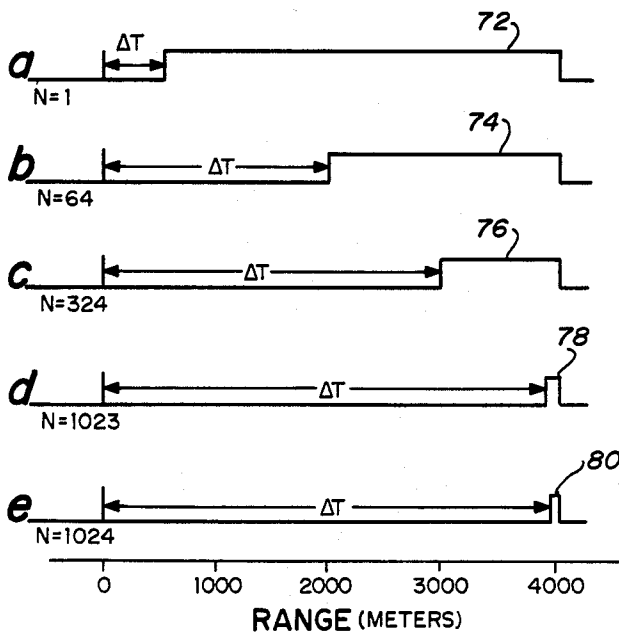 ΔT
72
a
N=1
74
b
ΔT
N=64
76
c
ΔT
N=324
78
d
ΔT
N=1023
80
e
ΔT
N=1024
0 1000 2000 3000 4000
RANGE (METERS)